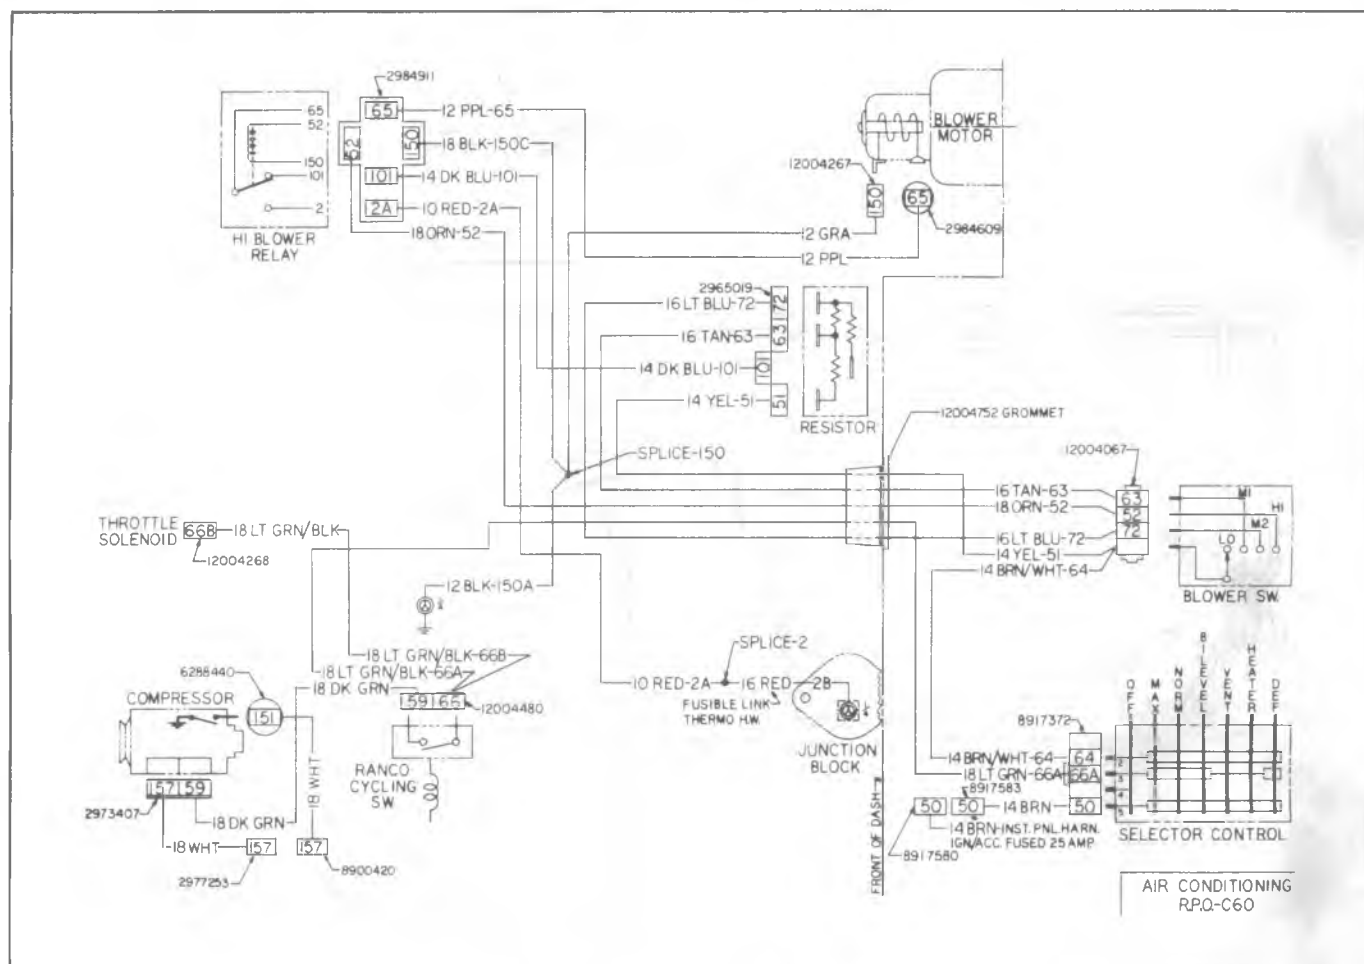 2984911
65
12 PPL-65
65
52
52
150
18 BLK-150C
150
101
101
14 DK BLU-101
2
2A
10 RED-2A
18 ORN-52
HI BLOWER
RELAY
BLOWER
MOTOR
12004267
150
65
2984609
12 GRA
12 PPL
2965019
16 LT BLU-72
72
16 TAN-63
63
14 DK BLU-101
101
14 YEL-51
51
RESISTOR
12004752 GROMMET
SPLICE-150
12004067
16 TAN-63
63
18 ORN-52
52
16 LT BLU-72
72
14 YEL-51
14 BRN/WHT-64
M1
HI
M2
LO
BLOWER SW.
THROTTLE
SOLENOID
66B
18 LT GRN/BLK
12004268
12 BLK-150A
18 LT GRN/BLK-66B
18 LT GRN/BLK-66A
18 DK GRN
59
66
12004480
RANCO
CYCLING
SW
6288440
COMPRESSOR
151
157
159
2973407
18 DK GRN
18 WHT
18 WHT
157
157
2977253
8900420
SPLICE-2
10 RED-2A
16 RED
2B
FUSIBLE LINK
THERMO H.W.
JUNCTION
BLOCK
FRONT OF DASH
OFF
MAX
NORM
BILEVEL
VENT
HEATER
DEF
8917372
14 BRN/WHT-64
64
2
18 LT GRN-66A
66A
3
8917583
4
50
50
14 BRN
50
5
14 BRN-INST. PNL. HARN.
IGN/ACC. FUSED 25 AMP.
8917580
SELECTOR CONTROL
AIR CONDITIONING
R.P.O.-C60